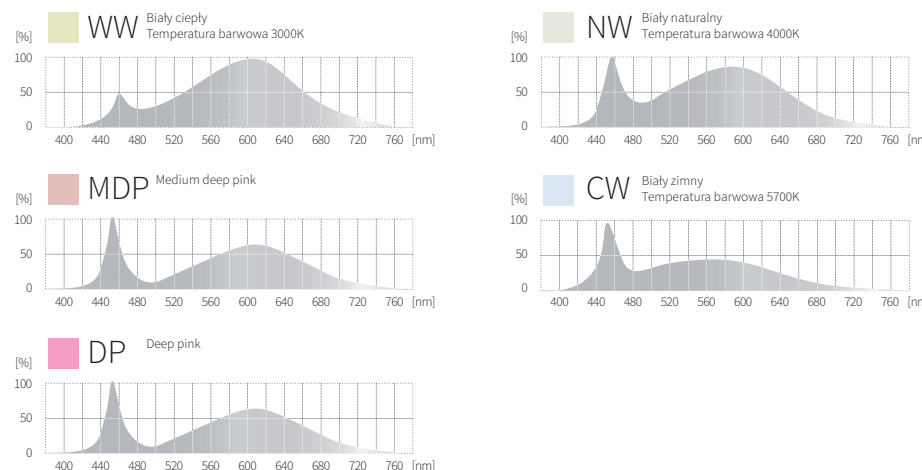 WW Biały ciepły
Temperatura barwowa 3000K
[%]
100
50
0
400 440 480 520 560 600 640 680 720 760 [nm]
NW Biały naturalny
Temperatura barwowa 4000K
[%]
100
50
0
400 440 480 520 560 600 640 680 720 760 [nm
MDP Medium deep pink
[%]
100
50
0
400 440 480 520 560 600 640 680 720 760 [nm]
CW Biały zimny
Temperatura barwowa 5700K
[%]
100
50
0
400 440 480 520 560 600 640 680 720 760 [nm
DP Deep pink
[%]
100
50
0
400 440 480 520 560 600 640 680 720 760 [nm]